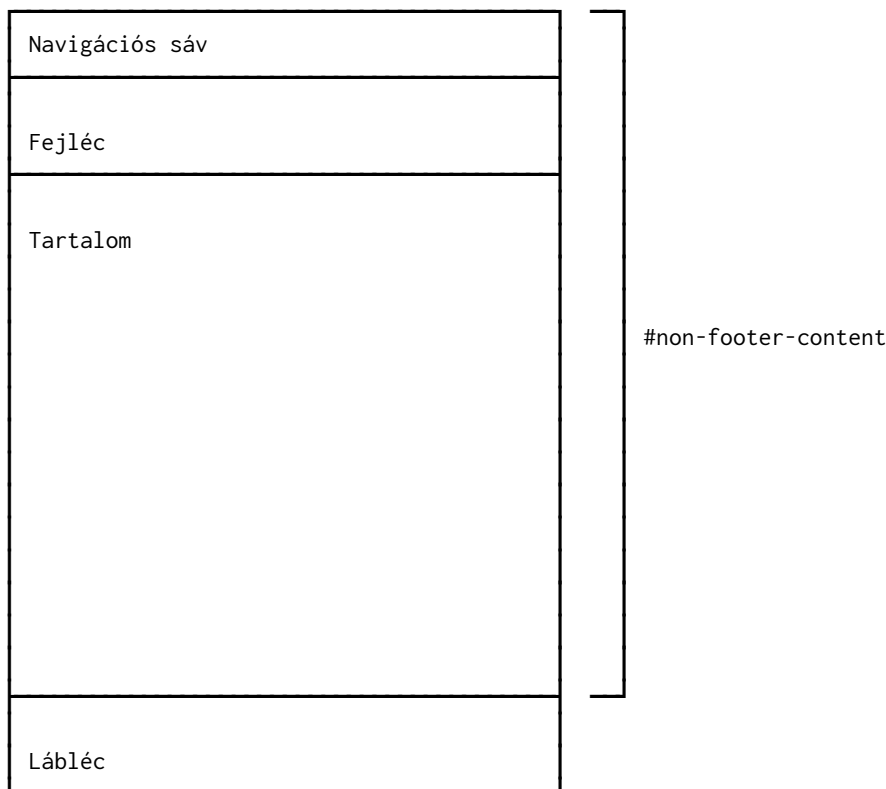 Navigációs sáv
Fejléc
Tartalom
#non-footer-content
Lábléc